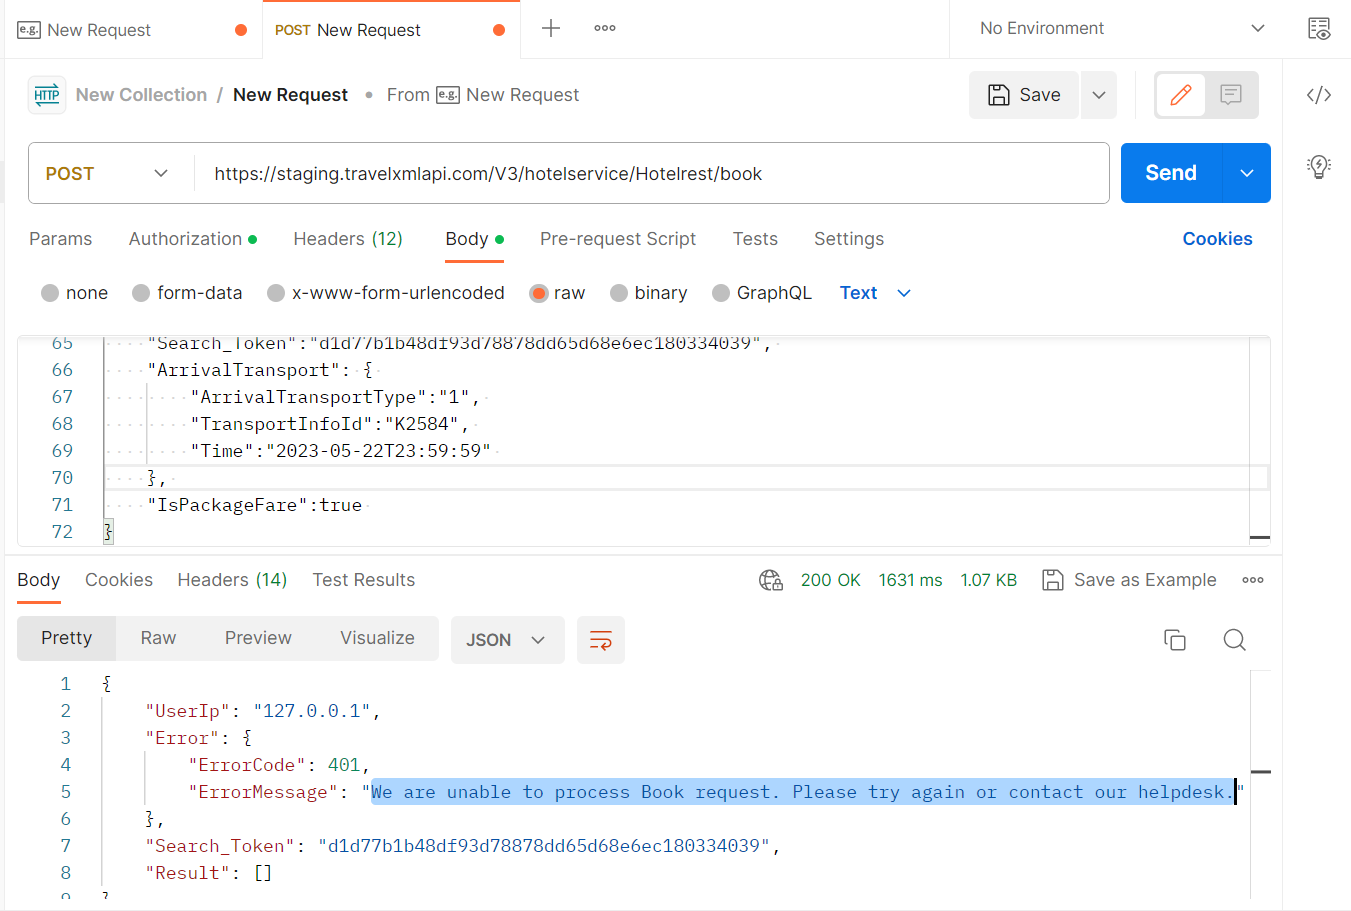 e.g. New Request
POST New Request
No Environment
HTTP New Collection / New Request • From e.g. New Request
Save
POST
https://staging.travelxmlapi.com/V3/hotelservice/Hotelrest/book
Send
Params Authorization Headers (12) Body Pre-request Script Tests Settings Cookies
none form-data x-www-form-urlencoded raw binary GraphQL Text
65 "Search_Token":"d1d77b1b48df93d78878dd65d68e6ec180334039",
66 "ArrivalTransport": {
67 "ArrivalTransportType":"1",
68 "TransportInfoId":"K2584",
69 "Time":"2023-05-22T23:59:59"
70 },
71 "IsPackageFare":true
72 }
Body Cookies Headers (14) Test Results 200 OK 1631 ms 1.07 KB Save as Example
Pretty Raw Preview Visualize JSON
1 {
2 "UserIp": "127.0.0.1",
3 "Error": {
4 "ErrorCode": 401,
5 "ErrorMessage": "We are unable to process Book request. Please try again or contact our helpdesk."
6 },
7 "Search_Token": "d1d77b1b48df93d78878dd65d68e6ec180334039",
8 "Result": []
9 }